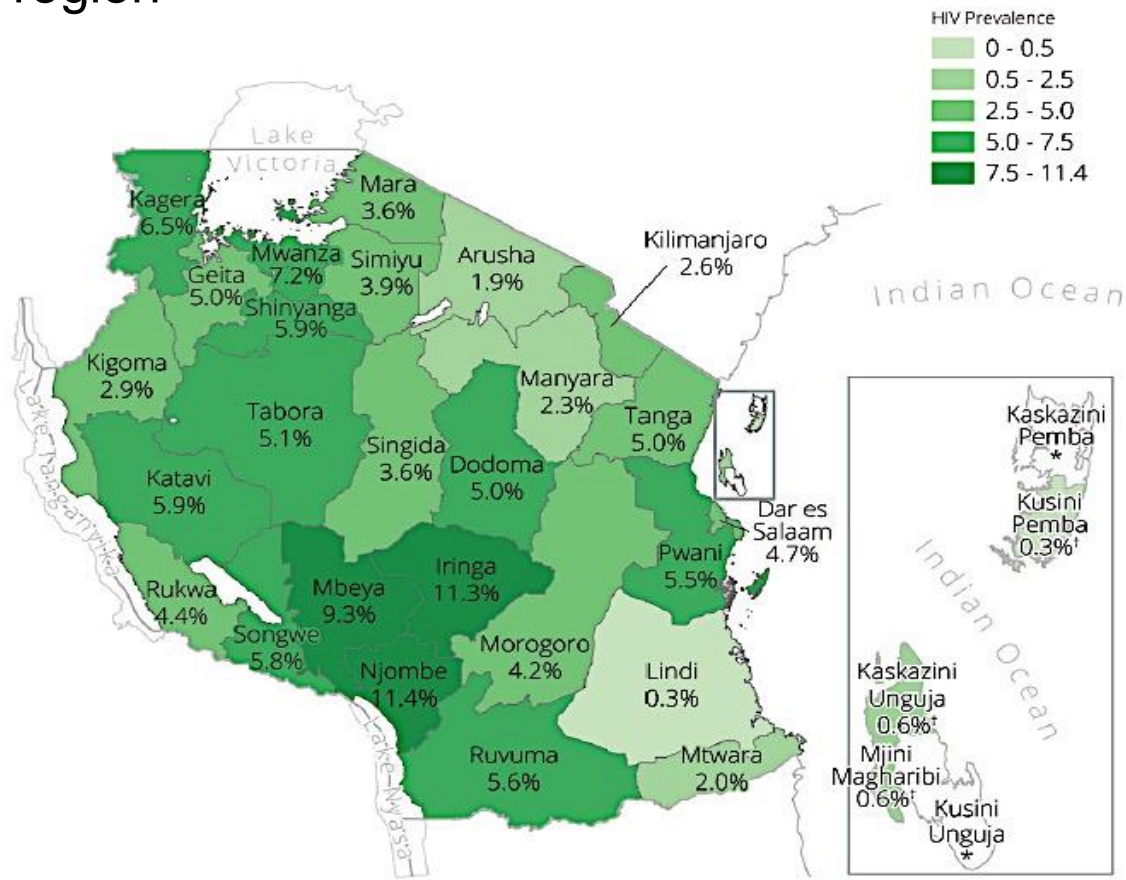 region
HIV Prevalence
0 - 0.5
0.5 - 2.5
2.5 - 5.0
5.0 - 7.5
7.5 - 11.4
Lake
Victoria
Kagera
6.5%
Mara
3.6%
Mwanza
7.2%
Simiyu
3.9%
Arusha
1.9%
Kilimanjaro
2.6%
Geita
5.0%
Shinyanga
5.9%
Indian Ocean
Kigoma
2.9%
Tabora
5.1%
Manyara
2.3%
Tanga
5.0%
Singida
3.6%
Dodoma
5.0%
Katavi
5.9%
Lake Tanganyika
Dar es
Salaam
4.7%
Pwani
5.5%
Rukwa
4.4%
Mbeya
9.3%
Iringa
11.3%
Songwe
5.8%
Njombe
11.4%
Morogoro
4.2%
Lindi
0.3%
Lake Nyasa
Ruvuma
5.6%
Mtwara
2.0%
Kaskazini
Pemba
*
Kusini
Pemba
0.3%†
Indian Ocean
Kaskazini
Unguja
0.6%†
Mjini
Magharibi
0.6%†
Kusini
Unguja
*